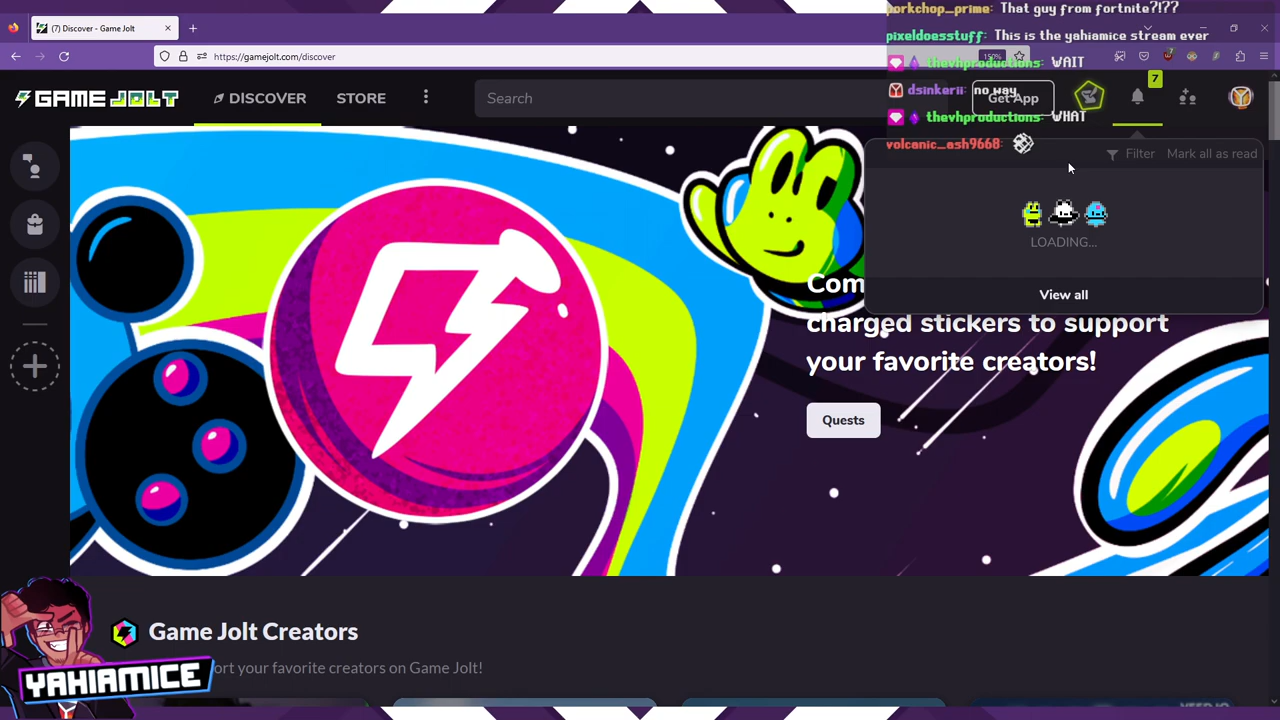 (7) Discover - Game Jolt
porkchop_prime: That guy from fortnite?!??
pixeldoesstuff: This is the yahiamice stream ever
https://gamejolt.com/discover
150%
thevhproductions: WAIT
7
dsinkerii: no way
GAME JOLT
DISCOVER
STORE
Search
Get App
thevhproductions: WHAT
volcanic_ash9668:
Filter
Mark all as read
LOADING...
View all
Com
charged stickers to support
your favorite creators!
Quests
Game Jolt Creators
ort your favorite creators on Game Jolt!
YAHIAMICE